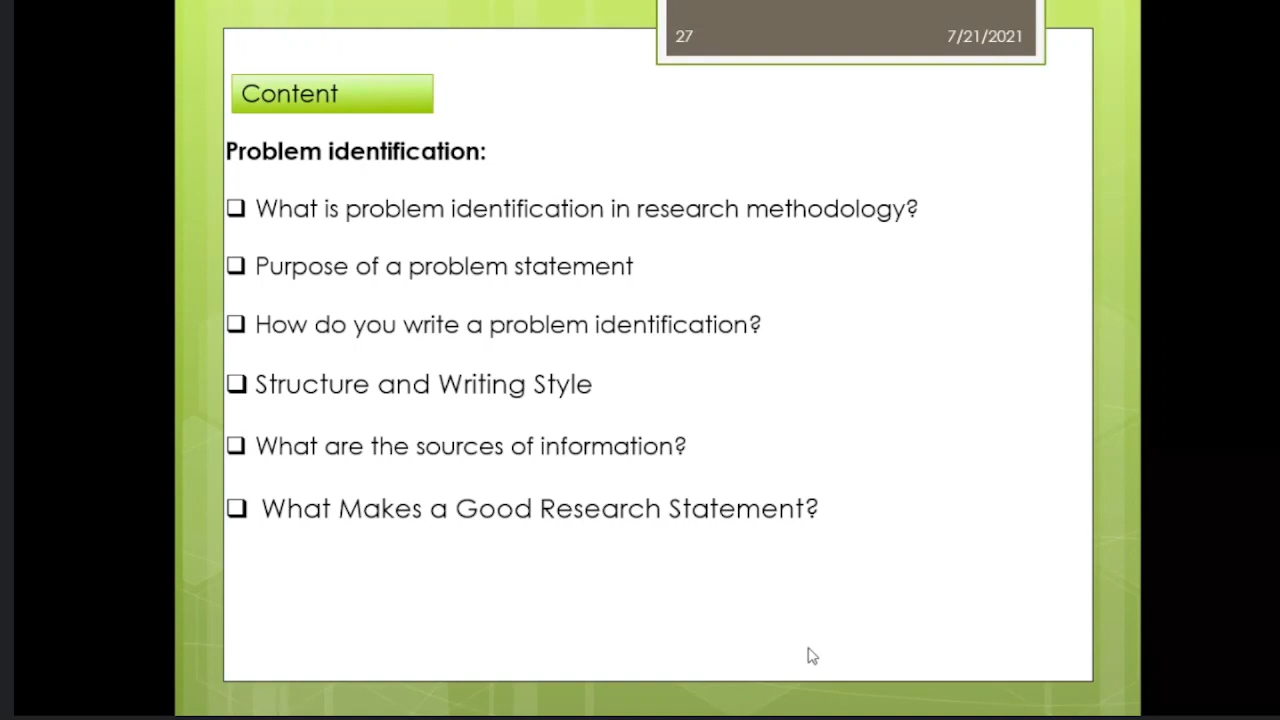 27 7/21/2021
Content
Problem identification:
❑ What is problem identification in research methodology?
❑ Purpose of a problem statement
❑ How do you write a problem identification?
❑ Structure and Writing Style
❑ What are the sources of information?
❑ What Makes a Good Research Statement?